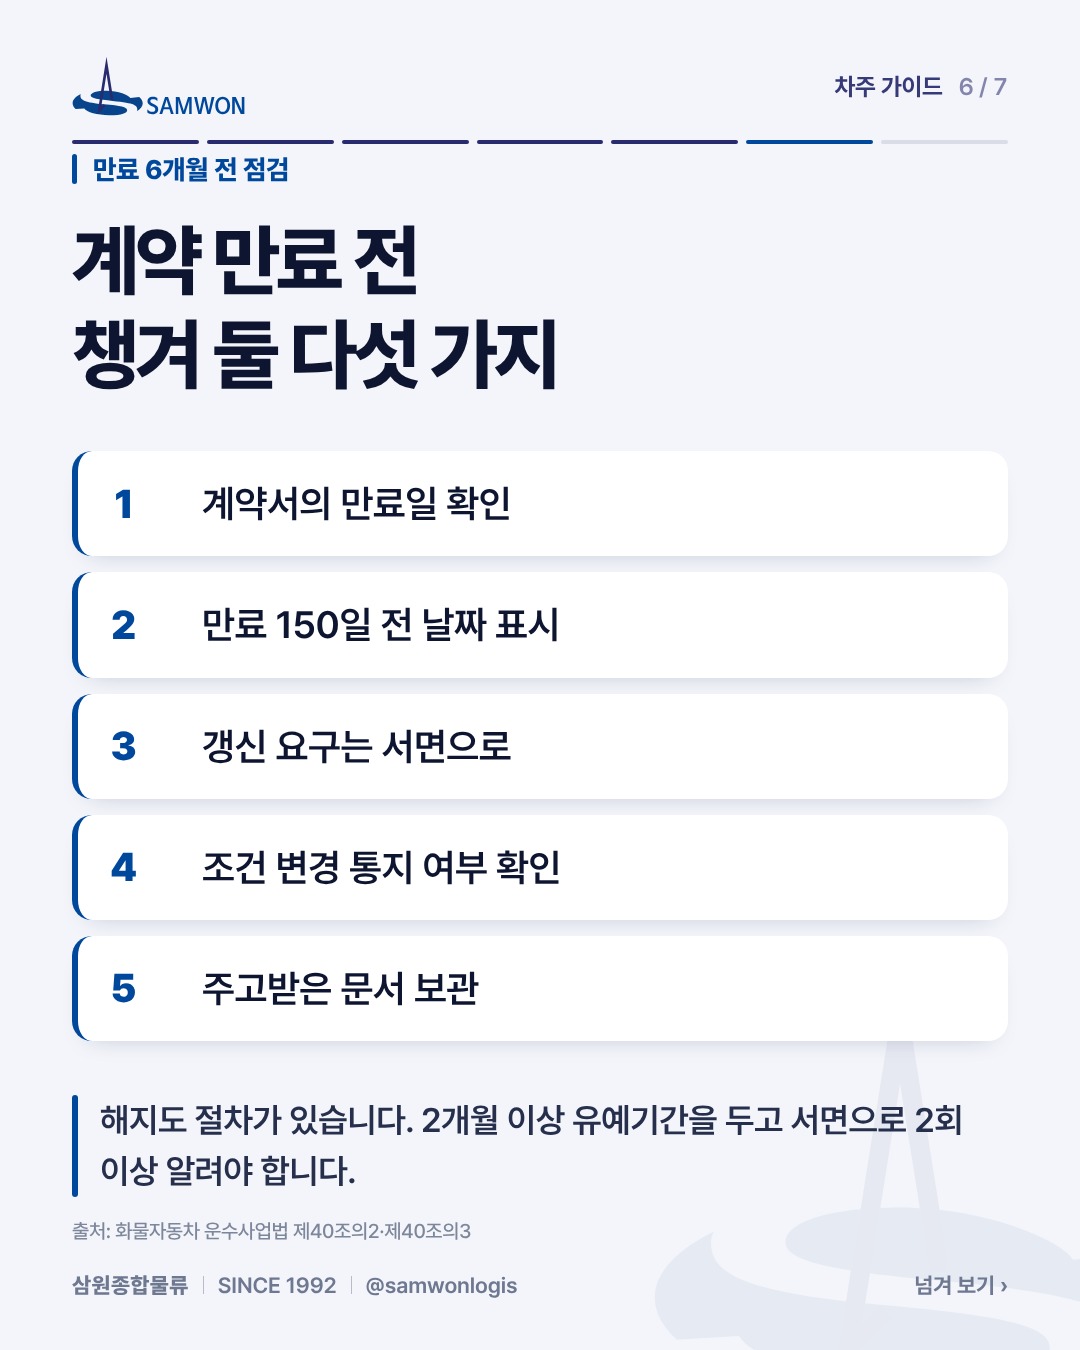 SAMWON
차주 가이드 6 / 7
만료 6개월 전 점검
계약 만료 전
챙겨 둘 다섯 가지
1 계약서의 만료일 확인
2 만료 150일 전 날짜 표시
3 갱신 요구는 서면으로
4 조건 변경 통지 여부 확인
5 주고받은 문서 보관
해지도 절차가 있습니다. 2개월 이상 유예기간을 두고 서면으로 2회
이상 알려야 합니다.
출처: 화물자동차 운수사업법 제40조의2·제40조의3
삼원종합물류 | SINCE 1992 | @samwonlogis
넘겨 보기 ›